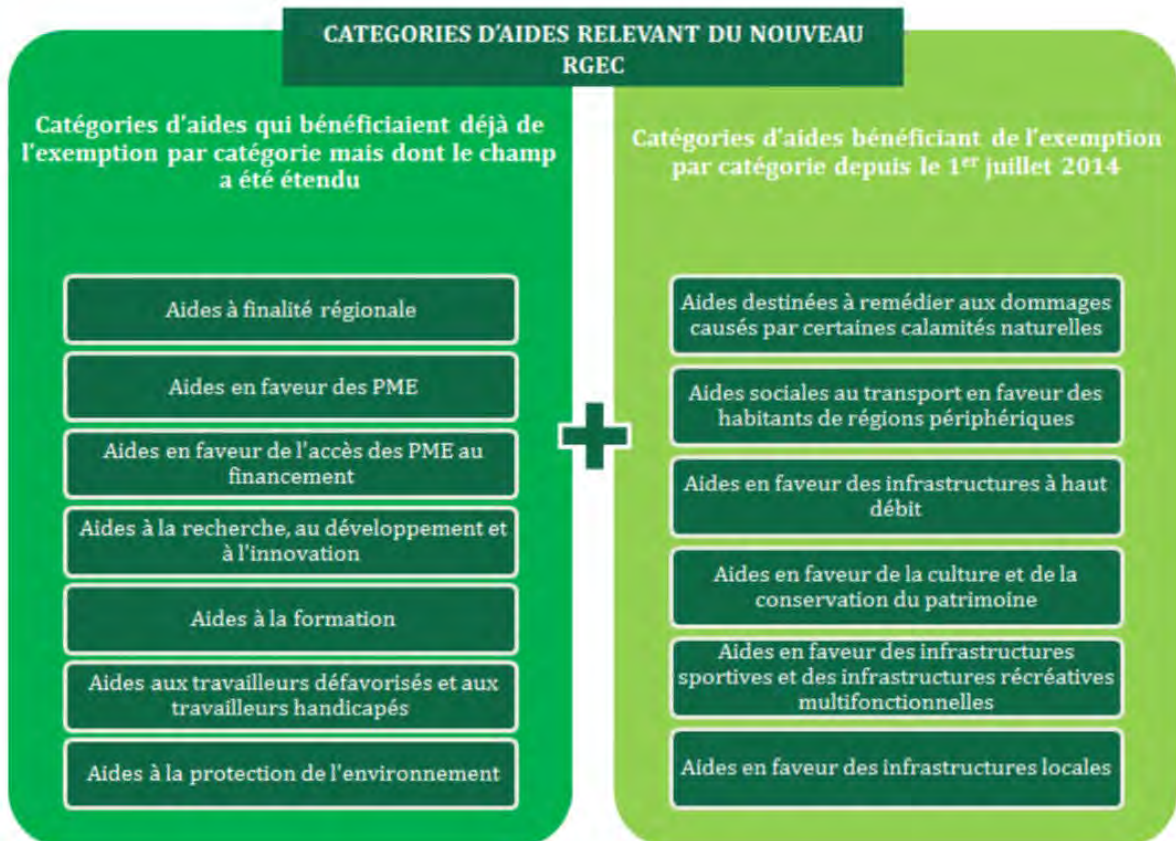 CATEGORIES D'AIDES RELEVANT DU NOUVEAU
RGEC
Catégories d'aides qui bénéficiaient déjà de
l'exemption par catégorie mais dont le champ
a été étendu
Aides à finalité régionale
Aides en faveur des PME
Aides en faveur de l'accès des PME au
financement
Aides à la recherche, au développement et
à l'innovation
Aides à la formation
Aides aux travailleurs défavorisés et aux
travailleurs handicapés
Aides à la protection de l'environnement
Catégories d'aides bénéficiant de l'exemption
par catégorie depuis le 1er juillet 2014
Aides destinées à remédier aux dommages
causés par certaines calamités naturelles
Aides sociales au transport en faveur des
habitants de régions périphériques
Aides en faveur des infrastructures à haut
débit
Aides en faveur de la culture et de la
conservation du patrimoine
Aides en faveur des infrastructures
sportives et des infrastructures récréatives
multifonctionnelles
Aides en faveur des infrastructures locales